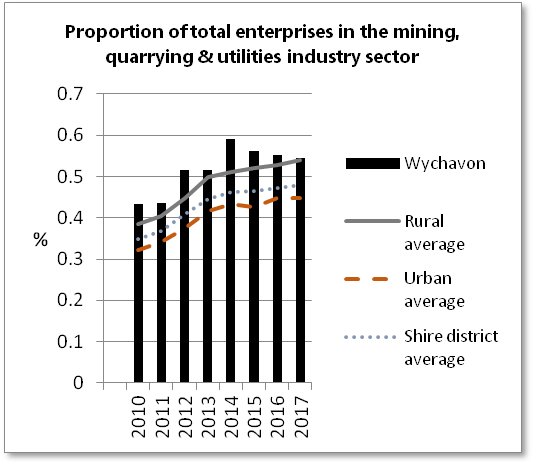 Proportion of total enterprises in the mining,
quarrying & utilities industry sector
0.7
0.6
0.5
0.4
0.3
0.2
0.1
0
%
2010
2011
2012
2013
2014
2015
2016
2017
Wychavon
Rural
average
Urban
average
Shire district
average